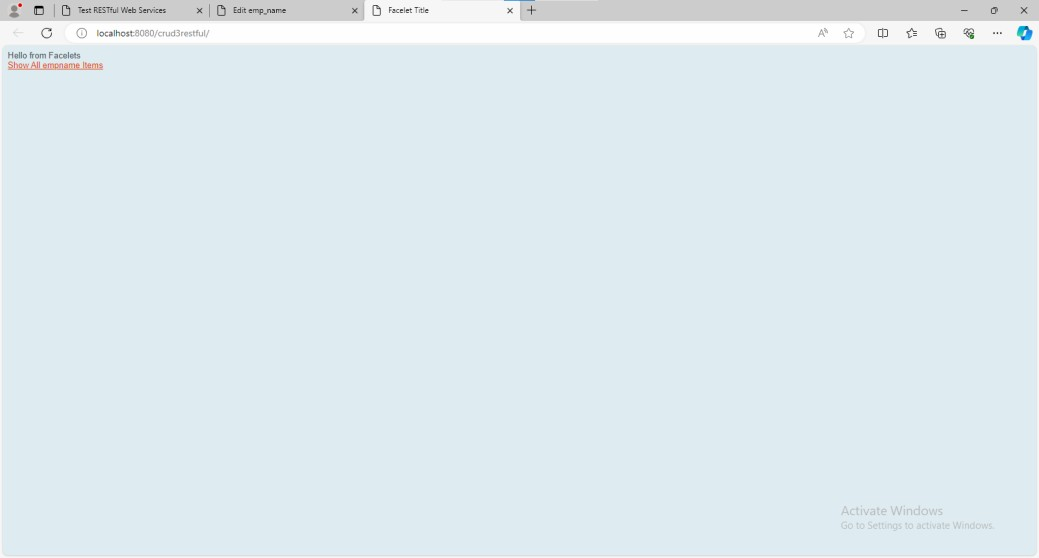 Test RESTful Web Services
Edit emp_name
Facelet Title
localhost:8080/crud3restful/
Hello from Facelets
Show All empname Items
Activate Windows
Go to Settings to activate Windows.